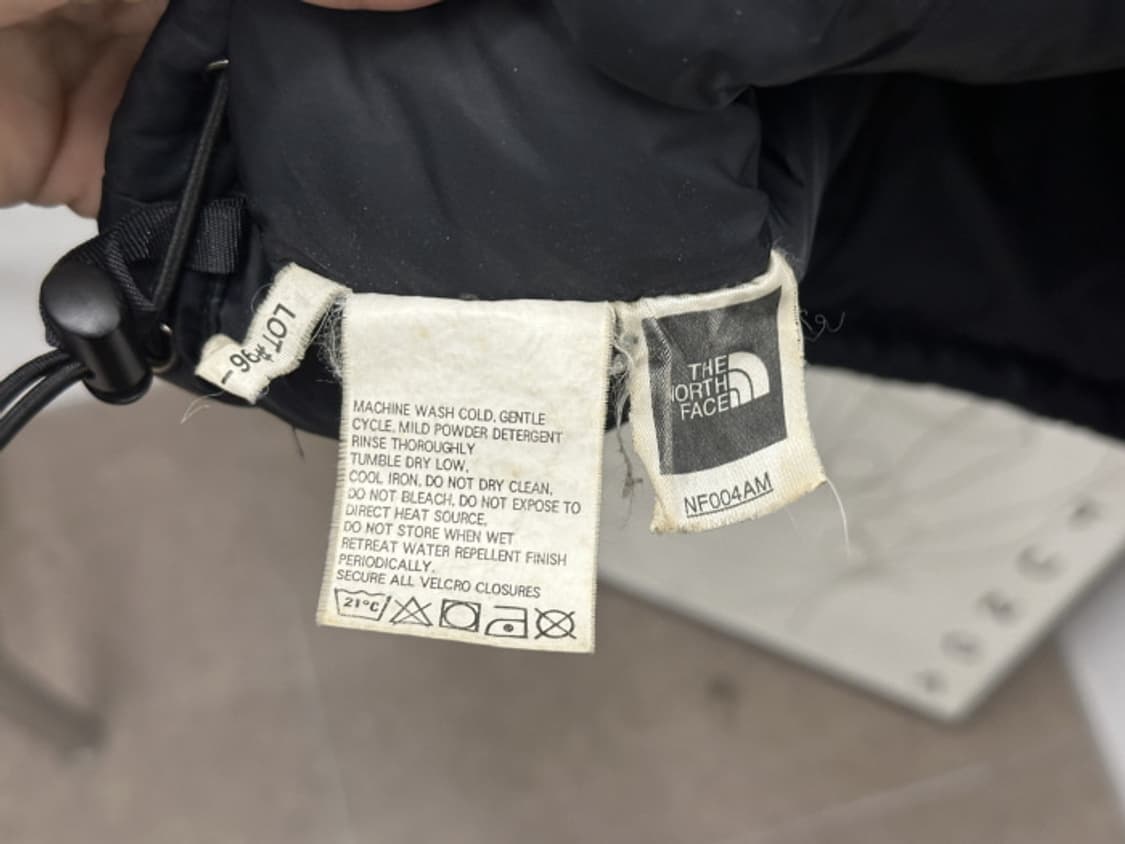 LOT #96-
MACHINE WASH COLD, GENTLE
CYCLE, MILD POWDER DETERGENT
RINSE THOROUGHLY
TUMBLE DRY LOW,
COOL IRON, DO NOT DRY CLEAN,
DO NOT BLEACH, DO NOT EXPOSE TO
DIRECT HEAT SOURCE,
DO NOT STORE WHEN WET
RETREAT WATER REPELLENT FINISH
PERIODICALLY.
SECURE ALL VELCRO CLOSURES
21°C
THE
NORTH
FACE
NF004AM